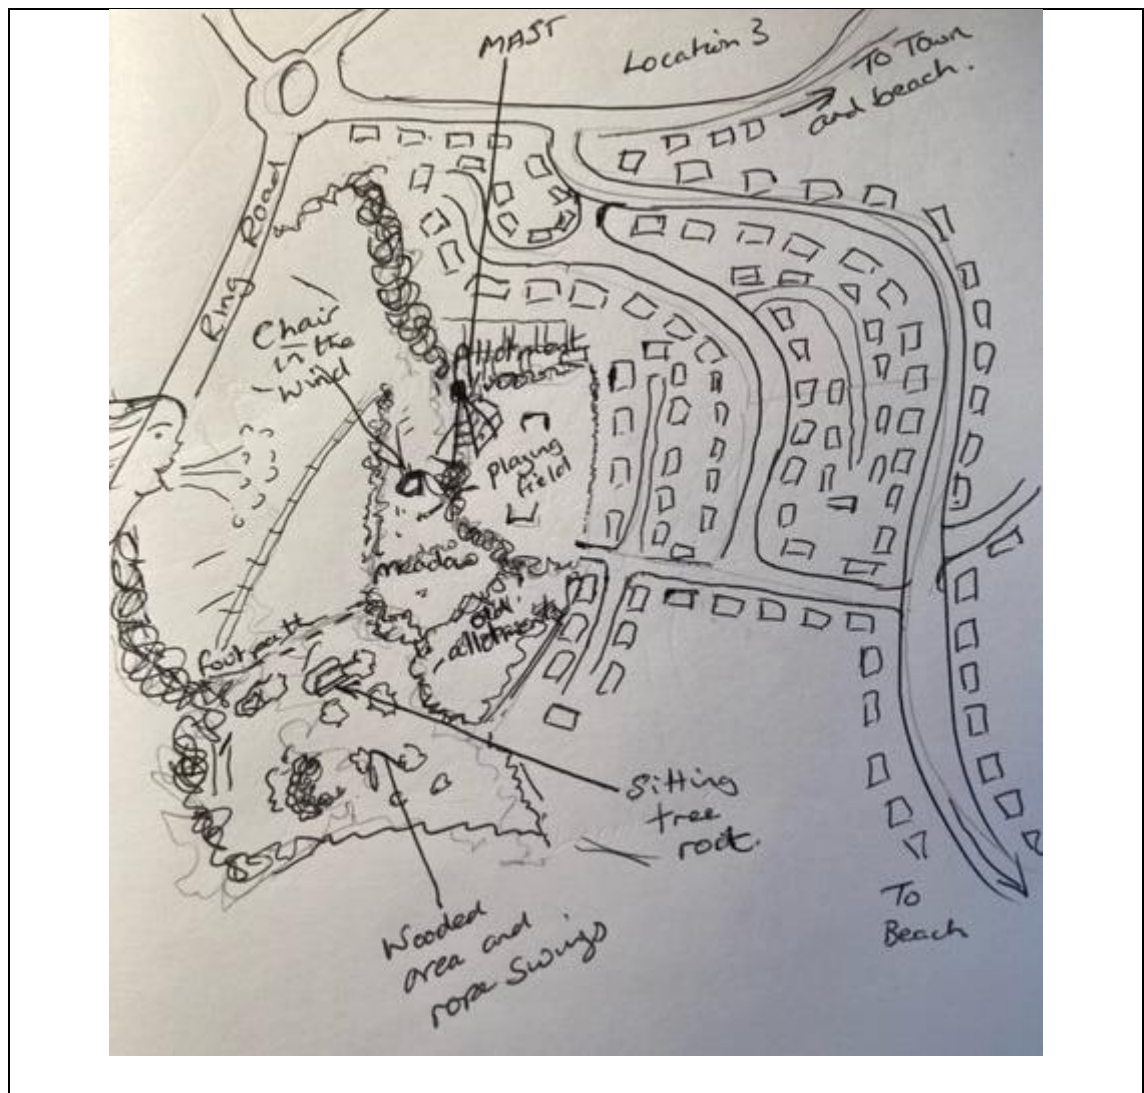 MAST
Location 3
To Town
and beach.
Ring Road
Chair
in the
wind
Allotment
Playing
field
meadow
old
allotments
footpath
Sitting
tree
root.
Wooded
area and
rope swings
To
Beach